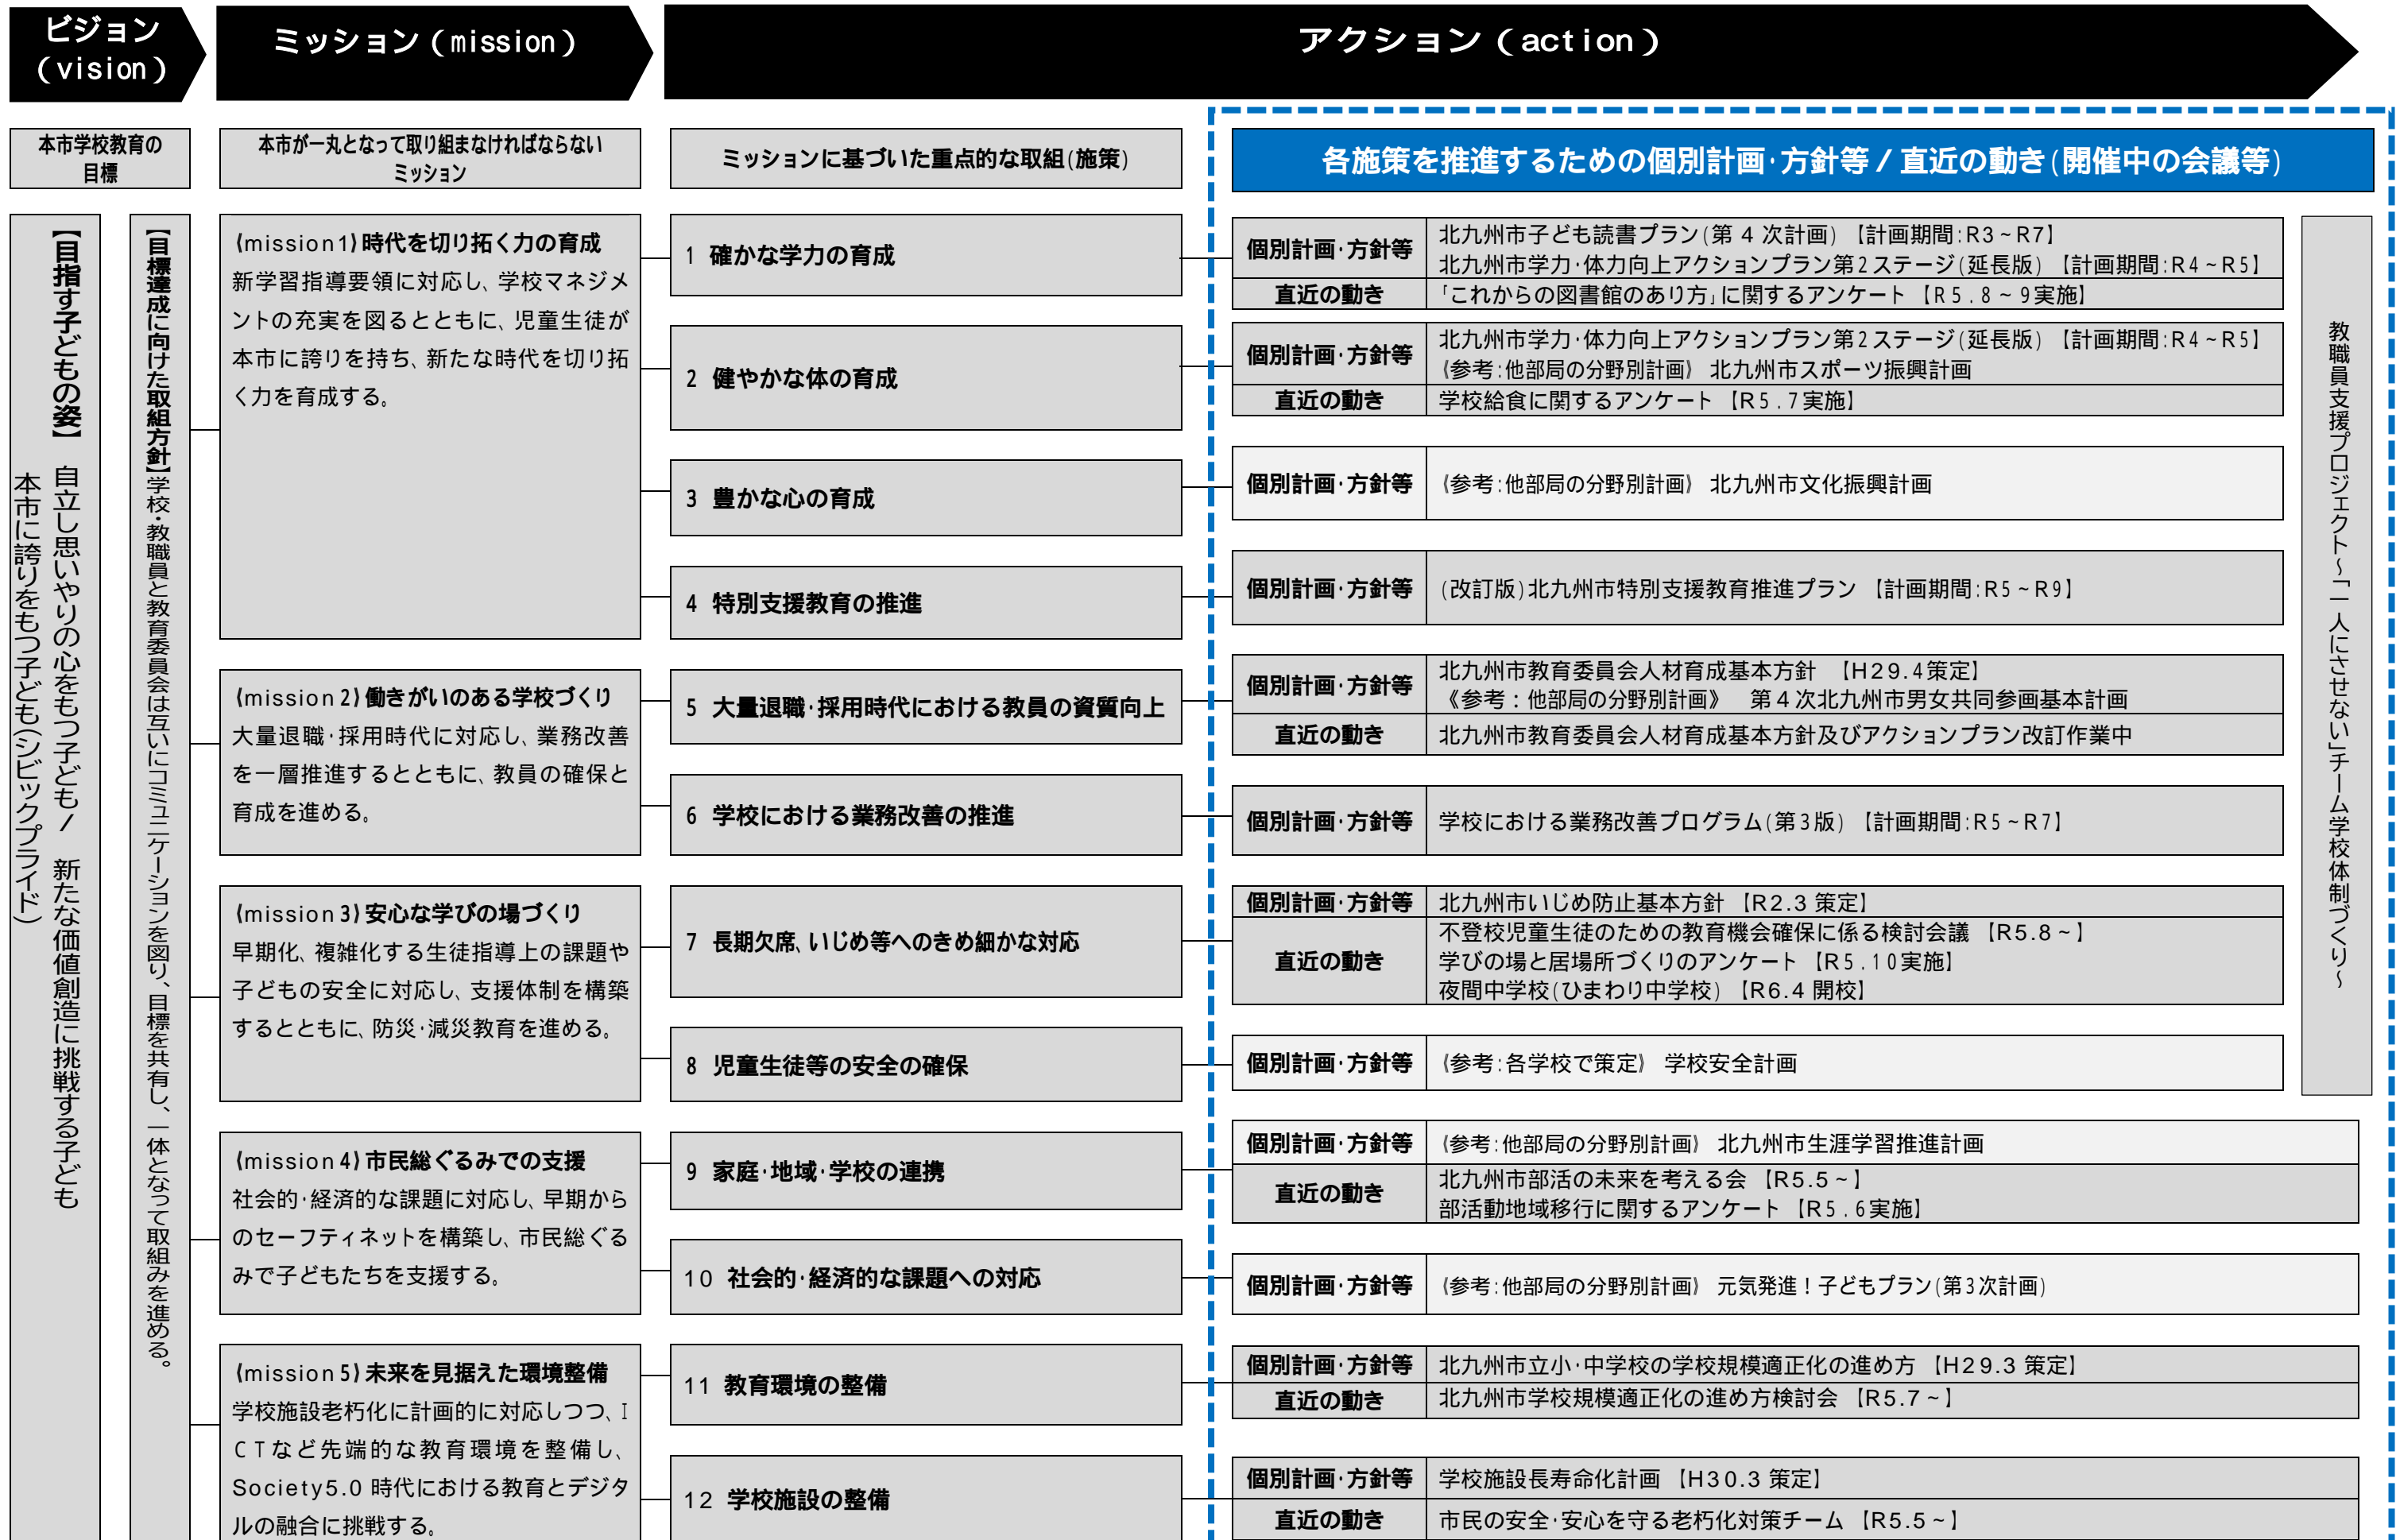 ビジョン
（vision）
ミッション（mission）
アクション（action）
本市学校教育の
目標
本市が一丸となって取り組まなければならない
ミッション
ミッションに基づいた重点的な取組(施策)
各施策を推進するための個別計画･方針等 / 直近の動き(開催中の会議等)
【目指す子どもの姿】　自立し思いやりの心をもつ子ども/　新たな価値創造に挑戦する子ども
本市に誇りをもつ子ども(シビックプライド)
【目標達成に向けた取組方針】学校・教職員と教育委員会は互いにコミュニケーションを図り、目標を共有し、一体となって取組みを進める。
《mission1》時代を切り拓く力の育成
新学習指導要領に対応し、学校マネジメ
ントの充実を図るとともに、児童生徒が
本市に誇りを持ち、新たな時代を切り拓
く力を育成する。
1 確かな学力の育成
個別計画･方針等
北九州市子ども読書プラン(第4次計画)【計画期間:R3~R7】
北九州市学力･体力向上アクションプラン第2ステージ(延長版)【計画期間:R4~R5】
直近の動き
「これからの図書館のあり方」に関するアンケート【R5.8~9実施】
2 健やかな体の育成
個別計画･方針等
北九州市学力･体力向上アクションプラン第2ステージ(延長版)【計画期間:R4~R5】
《参考:他部局の分野別計画》 北九州市スポーツ振興計画
直近の動き
学校給食に関するアンケート【R5.7実施】
3 豊かな心の育成
個別計画･方針等
《参考:他部局の分野別計画》 北九州市文化振興計画
4 特別支援教育の推進
個別計画･方針等
(改訂版)北九州市特別支援教育推進プラン【計画期間:R5~R9】
《mission2》働きがいのある学校づくり
大量退職･採用時代に対応し、業務改善
を一層推進するとともに、教員の確保と
育成を進める。
5 大量退職･採用時代における教員の資質向上
個別計画･方針等
北九州市教育委員会人材育成基本方針 【H29.4策定】
《参考：他部局の分野別計画》　第4次北九州市男女共同参画基本計画
直近の動き
北九州市教育委員会人材育成基本方針及びアクションプラン改訂作業中
6 学校における業務改善の推進
個別計画･方針等
学校における業務改善プログラム(第3版)【計画期間:R5~R7】
《mission3》安心な学びの場づくり
早期化、複雑化する生徒指導上の課題や
子どもの安全に対応し、支援体制を構築
するとともに、防災･減災教育を進める。
7 長期欠席、いじめ等へのきめ細かな対応
個別計画･方針等
北九州市いじめ防止基本方針【R2.3 策定】
直近の動き
不登校児童生徒のための教育機会確保に係る検討会議【R5.8~】
学びの場と居場所づくりのアンケート【R5.10実施】
夜間中学校(ひまわり中学校)【R6.4 開校】
8 児童生徒等の安全の確保
個別計画･方針等
《参考:各学校で策定》 学校安全計画
教職員支援プロジェクト~「一人にさせない」チーム学校体制づくり~
《mission4》市民総ぐるみでの支援
社会的･経済的な課題に対応し、早期から
のセーフティネットを構築し、市民総ぐる
みで子どもたちを支援する。
9 家庭･地域･学校の連携
個別計画･方針等
《参考:他部局の分野別計画》 北九州市生涯学習推進計画
直近の動き
北九州市部活の未来を考える会【R5.5~】
部活動地域移行に関するアンケート【R5.6実施】
10 社会的･経済的な課題への対応
個別計画･方針等
《参考:他部局の分野別計画》 元気発進！子どもプラン(第3次計画)
《mission5》未来を見据えた環境整備
学校施設老朽化に計画的に対応しつつ、I
CTなど先端的な教育環境を整備し、
Society5.0 時代における教育とデジタ
ルの融合に挑戦する。
11 教育環境の整備
個別計画･方針等
北九州市立小･中学校の学校規模適正化の進め方【H29.3 策定】
直近の動き
北九州市学校規模適正化の進め方検討会【R5.7~】
12 学校施設の整備
個別計画･方針等
学校施設長寿命化計画【H30.3 策定】
直近の動き
市民の安全･安心を守る老朽化対策チーム【R5.5~】